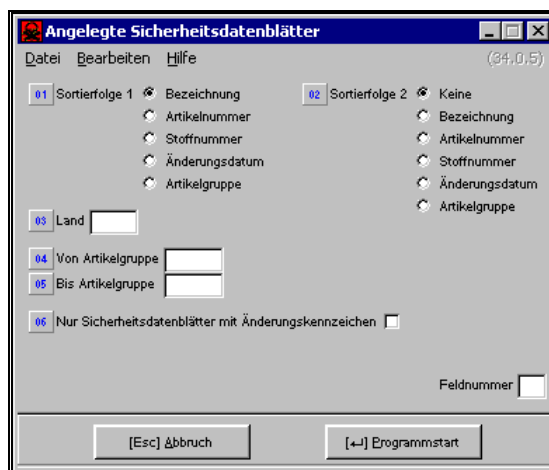 Angelegte Sicherheitsdatenblätter
Datei Bearbeiten Hilfe (34.0.5)
01 Sortierfolge 1 Bezeichnung 02 Sortierfolge 2 Keine
Artikelnummer Bezeichnung
Stoffnummer Artikelnummer
Änderungsdatum Stoffnummer
Artikelgruppe Änderungsdatum
Artikelgruppe
03 Land
04 Von Artikelgruppe
05 Bis Artikelgruppe
06 Nur Sicherheitsdatenblätter mit Änderungskennzeichen
Feldnummer
[Esc] Abbruch [↵] Programmstart